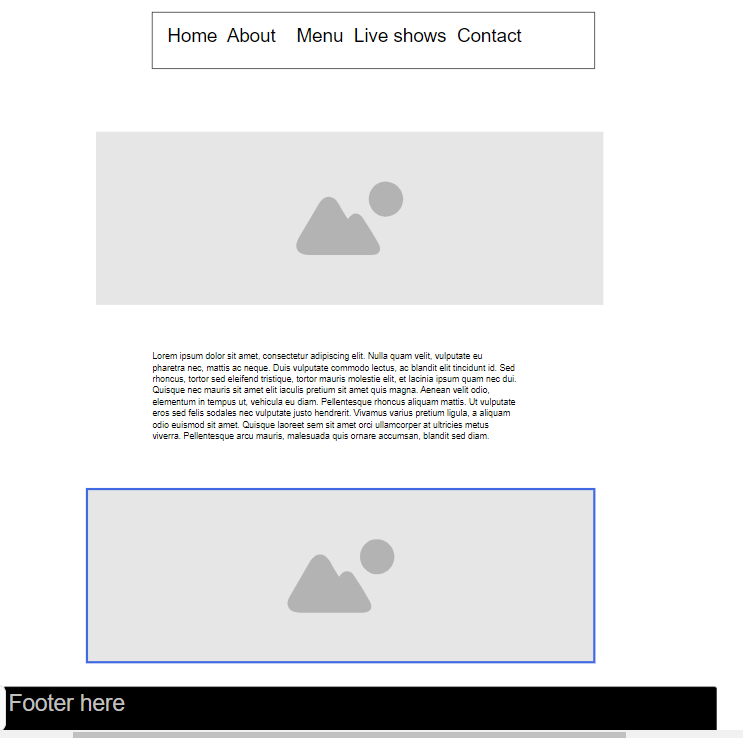 Home About Menu Live shows Contact
Lorem ipsum dolor sit amet, consectetur adipiscing elit. Nulla quam velit, vulputate eu
pharetra nec, mattis ac neque. Duis vulputate commodo lectus, ac blandit elit tincidunt id. Sed
rhoncus, tortor sed eleifend tristique, tortor mauris molestie elit, et lacinia ipsum quam nec dui.
Quisque nec mauris sit amet elit iaculis pretium sit amet quis magna. Aenean velit odio,
elementum in tempus ut, vehicula eu diam. Pellentesque rhoncus aliquam mattis. Ut vulputate
eros sed felis sodales nec vulputate justo hendrerit. Vivamus varius pretium ligula, a aliquam
odio euismod sit amet. Quisque laoreet sem sit amet orci ullamcorper at ultricies metus
viverra. Pellentesque arcu mauris, malesuada quis ornare accumsan, blandit sed diam.
Footer here